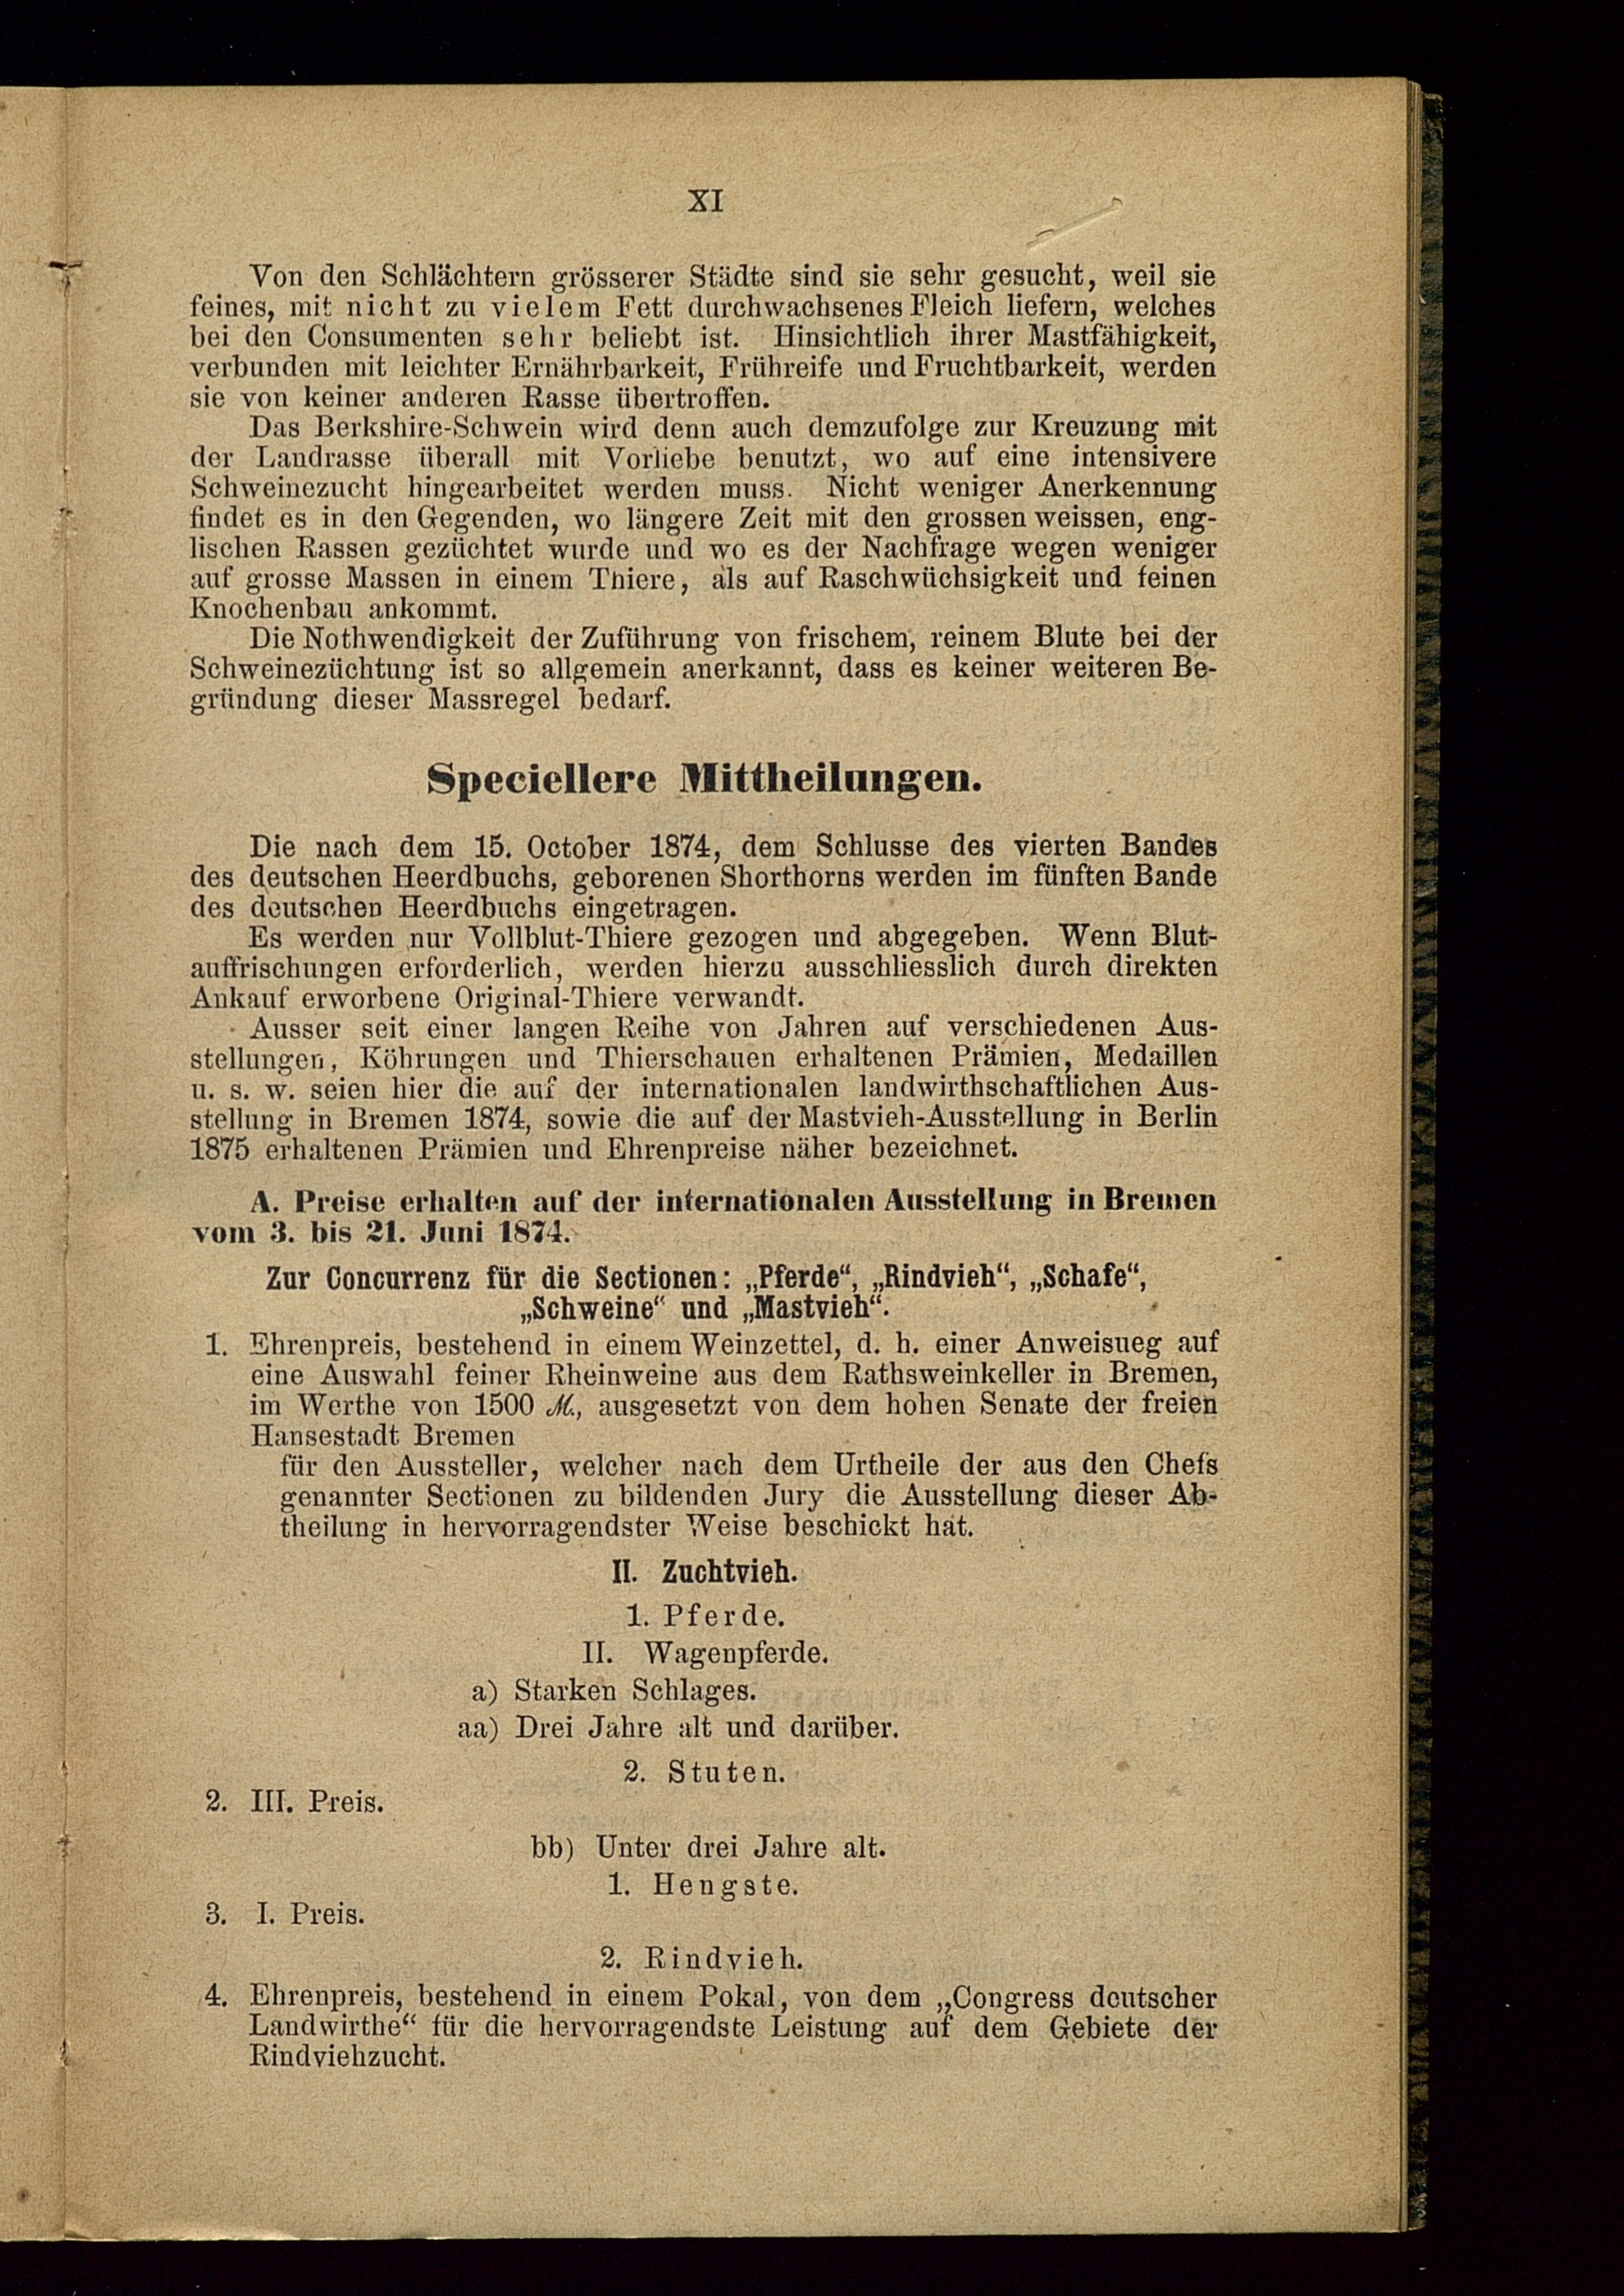 XI
Von den Schlächtern grösserer Städte sind sie sehr gesucht, weil sie
feines, mit nicht zu vielem Fett durchwachsenes Fleich liefern, welches
bei den Consumenten sehr beliebt ist. Hinsichtlich ihrer Mastfähigkeit,
verbunden mit leichter Ernährbarkeit, Frühreife und Fruchtbarkeit, werden
sie von keiner anderen Rasse übertroffen.
Das Berkshire-Schwein wird denn auch demzufolge zur Kreuzung mit
der Landrasse überall mit Vorliebe benutzt, wo auf eine intensivere
Schweinezucht hingearbeitet werden muss. Nicht weniger Anerkennung
findet es in den Gegenden, wo längere Zeit mit den grossen weissen, eng-
lischen Rassen gezüchtet wurde und wo es der Nachfrage wegen weniger
auf grosse Massen in einem Thiere, als auf Raschwüchsigkeit und feinen
Knochenbau ankommt.
Die Nothwendigkeit der Zuführung von frischem, reinem Blute bei der
Schweinezüchtung ist so allgemein anerkannt, dass es keiner weiteren Be-
gründung dieser Massregel bedarf.
Speciellere Mittheilungen.
Die nach dem 15. October 1874, dem Schlusse des vierten Bandes
des deutschen Heerdbuchs, geborenen Shorthorns werden im fünften Bande
des deutschen Heerdbuchs eingetragen.
Es werden nur Vollblut-Thiere gezogen und abgegeben. Wenn Blut-
auffrischungen erforderlich, werden hierzu ausschliesslich durch direkten
Ankauf erworbene Original-Thiere verwandt.
Ausser seit einer langen Reihe von Jahren auf verschiedenen Aus-
stellungen, Köhrungen und Thierschauen erhaltenen Prämien, Medaillen
u. s. w. seien hier die auf der internationalen landwirthschaftlichen Aus-
stellung in Bremen 1874, sowie die auf der Mastvieh-Ausstellung in Berlin
1875 erhaltenen Prämien und Ehrenpreise näher bezeichnet.
A. Preise erhalten auf der internationalen Ausstellung in Bremen
vom 3. bis 21. Juni 1874.
Zur Concurrenz für die Sectionen: „Pferde“, „Rindvieh“, „Schafe“,
„Schweine“ und „Mastvieh“.
1. Ehrenpreis, bestehend in einem Weinzettel, d. h. einer Anweisueg auf
eine Auswahl feiner Rheinweine aus dem Rathsweinkeller in Bremen,
im Werthe von 1500 M., ausgesetzt von dem hohen Senate der freien
Hansestadt Bremen
für den Aussteller, welcher nach dem Urtheile der aus den Chefs
genannter Sectionen zu bildenden Jury die Ausstellung dieser Ab-
theilung in hervorragendster Weise beschickt hat.
II. Zuchtvieh.
1. Pferde.
II. Wagenpferde.
a) Starken Schlages.
aa) Drei Jahre alt und darüber.
2. Stuten.
2. III. Preis.
bb) Unter drei Jahre alt.
1. Hengste.
3. I. Preis.
2. Rindvieh.
4. Ehrenpreis, bestehend in einem Pokal, von dem „Congress deutscher
Landwirthe“ für die hervorragendste Leistung auf dem Gebiete der
Rindviehzucht.